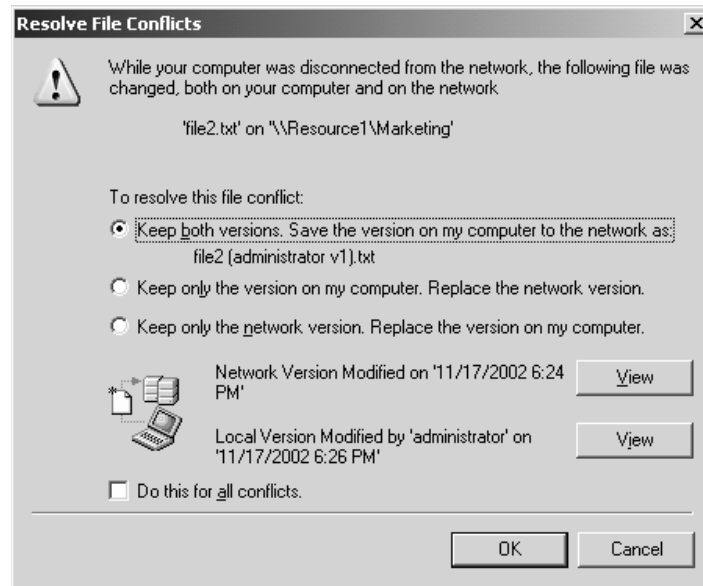 Resolve File Conflicts
While your computer was disconnected from the network, the following file was
changed, both on your computer and on the network
'file2.txt' on '\\Resource1\Marketing'
To resolve this file conflict:
Keep both versions. Save the version on my computer to the network as:
file2 (administrator v1).txt
Keep only the version on my computer. Replace the network version.
Keep only the network version. Replace the version on my computer.
Network Version Modified on '11/17/2002 6:24
PM'
View
Local Version Modified by 'administrator' on
'11/17/2002 6:26 PM'
View
Do this for all conflicts.
OK
Cancel